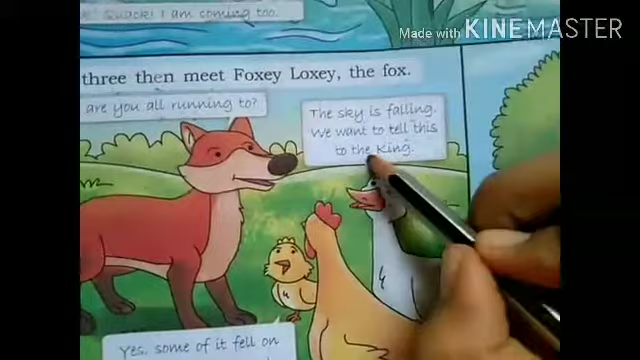 Quack! I am coming too.
Made with KINEMASTER
three then meet Foxey Loxey, the fox.
are you all running to?
The sky is falling.
We want to tell this
to the King.
Yes, some of it fell on